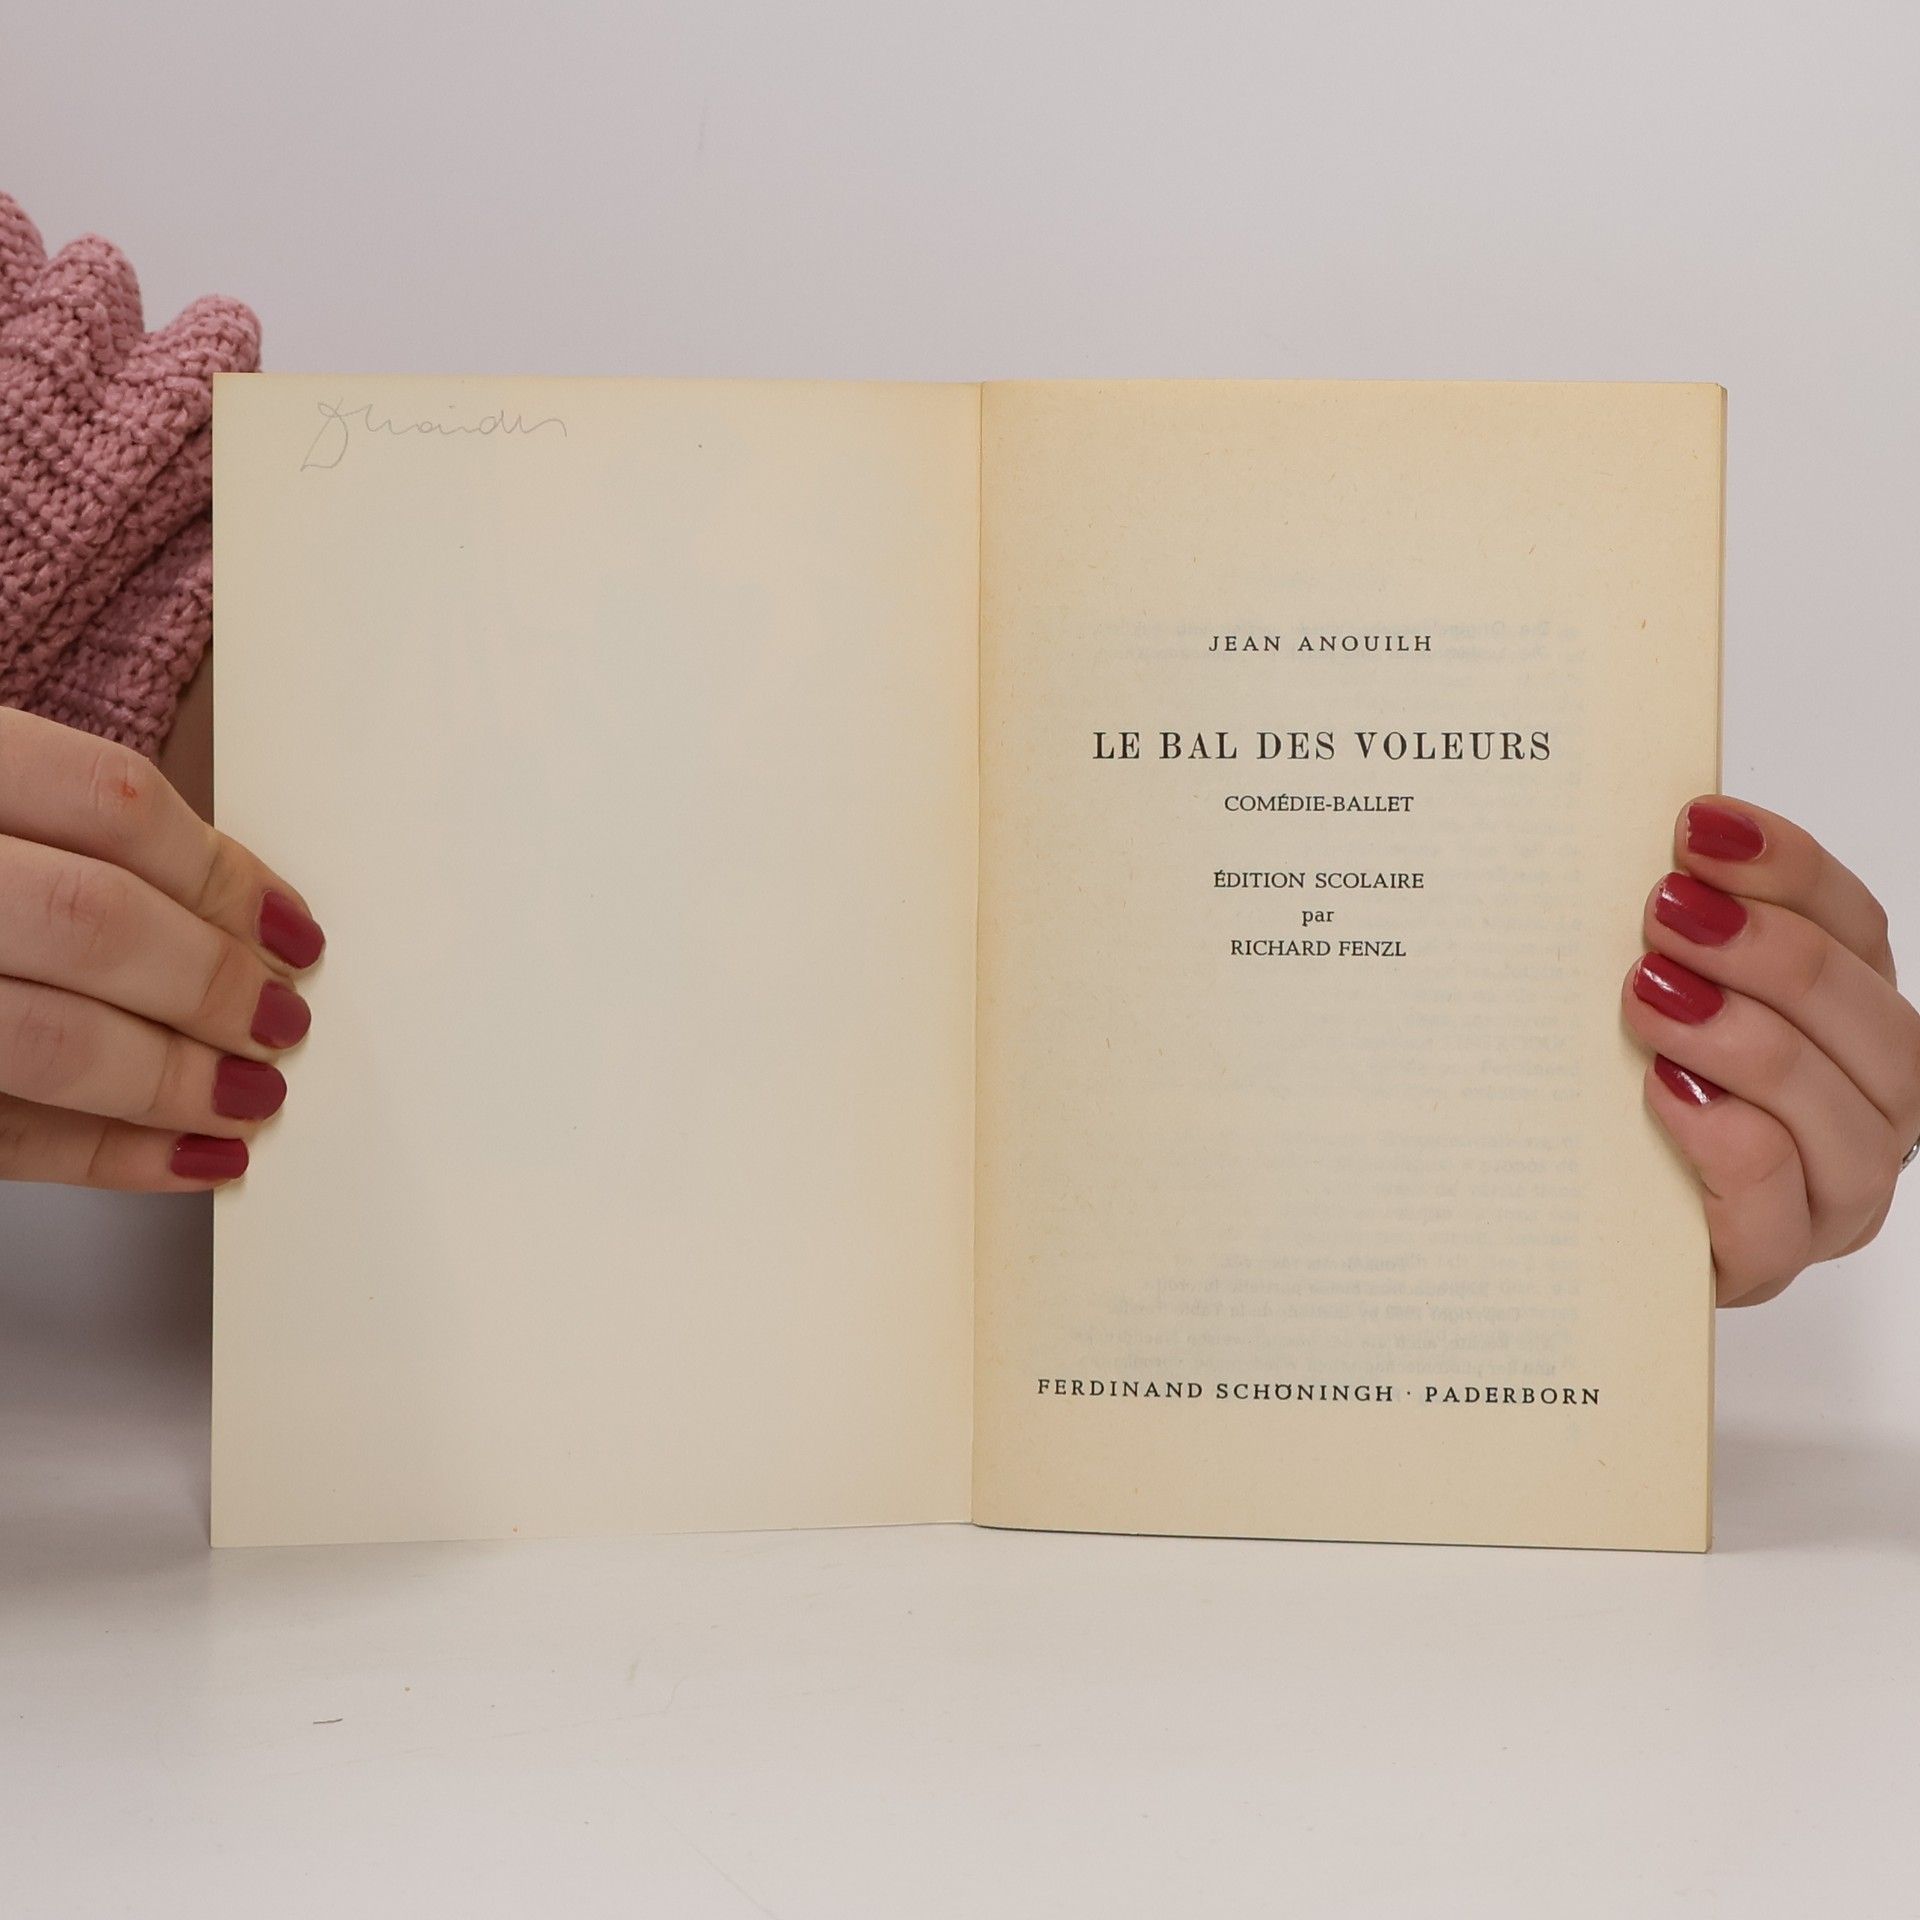 JEAN ANOUILH
LE BAL DES VOLEURS
COMÉDIE-BALLET
ÉDITION SCOLAIRE
par
RICHARD FENZL
FERDINAND SCHÖNINGH · PADERBORN